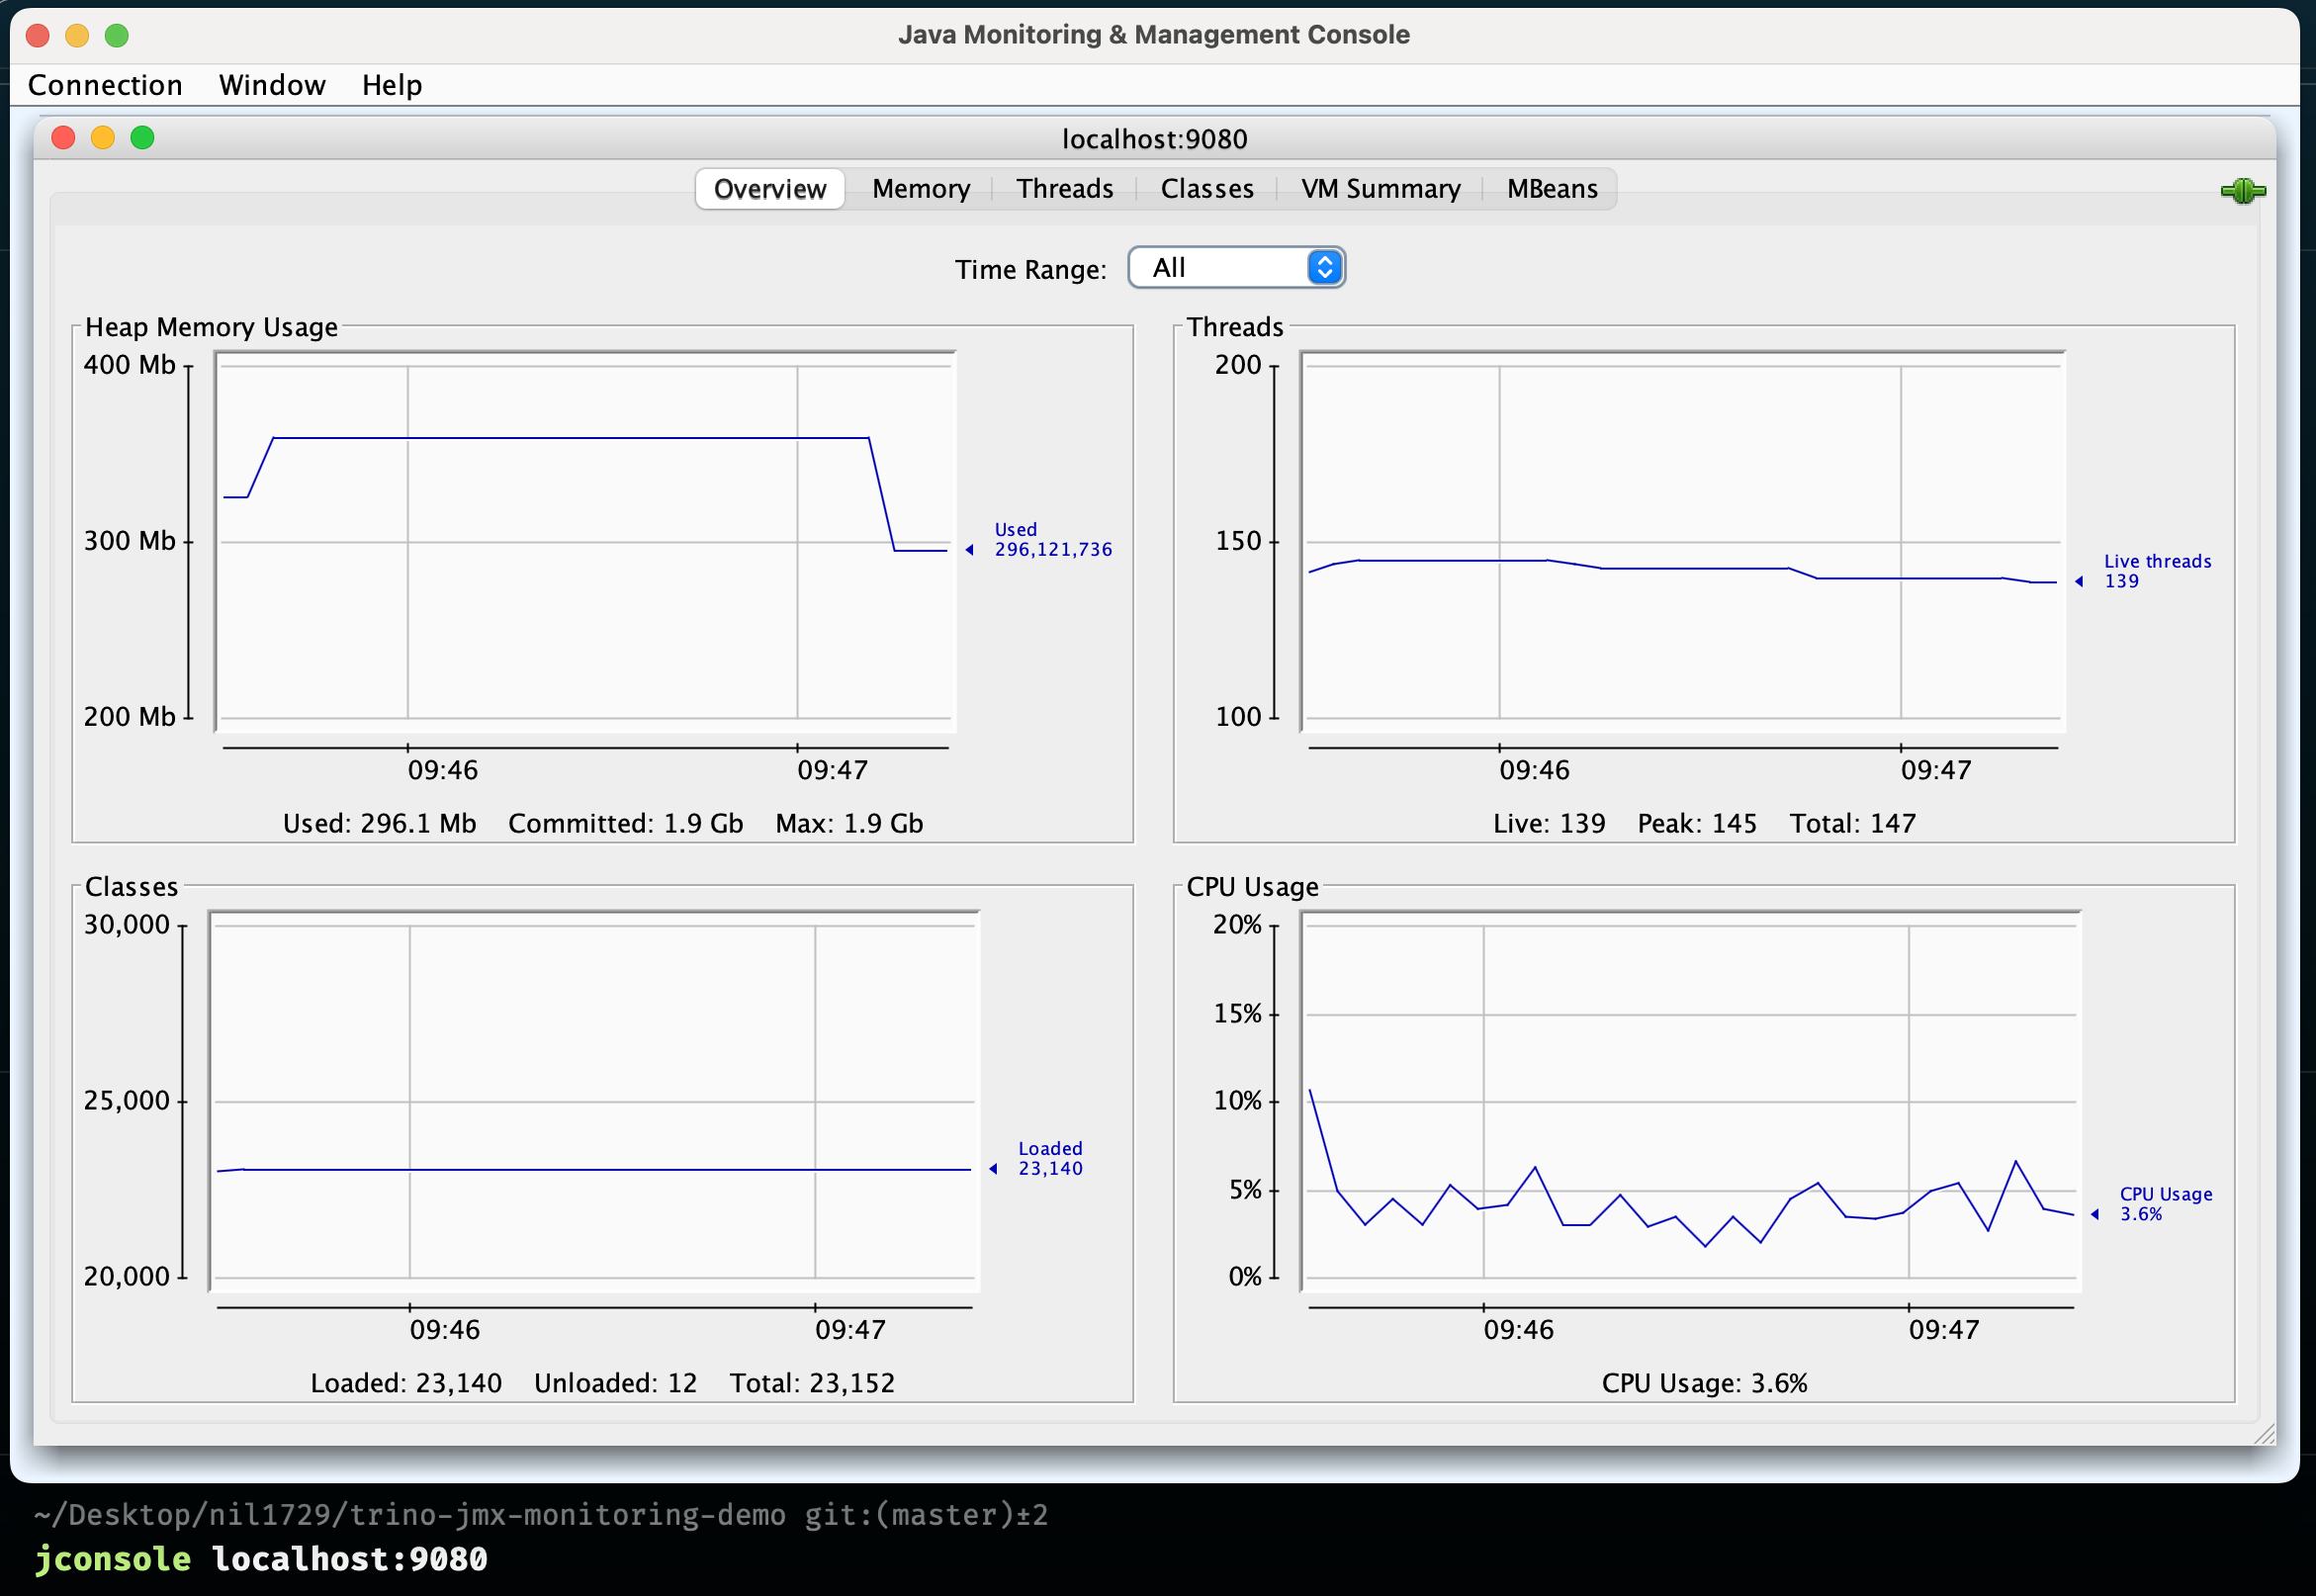 Java Monitoring & Management Console
Connection Window Help
localhost:9080
Overview Memory Threads Classes VM Summary MBeans
Time Range: All
Heap Memory Usage
400 Mb
300 Mb
200 Mb
Used
296,121,736
09:46 09:47
Used: 296.1 Mb Committed: 1.9 Gb Max: 1.9 Gb
Threads
200
150
100
Live threads
139
09:46 09:47
Live: 139 Peak: 145 Total: 147
Classes
30,000
25,000
20,000
Loaded
23,140
09:46 09:47
Loaded: 23,140 Unloaded: 12 Total: 23,152
CPU Usage
20%
15%
10%
5%
0%
CPU Usage
3.6%
09:46 09:47
CPU Usage: 3.6%
~/Desktop/nil1729/trino-jmx-monitoring-demo git:(master)±2
jconsole localhost:9080